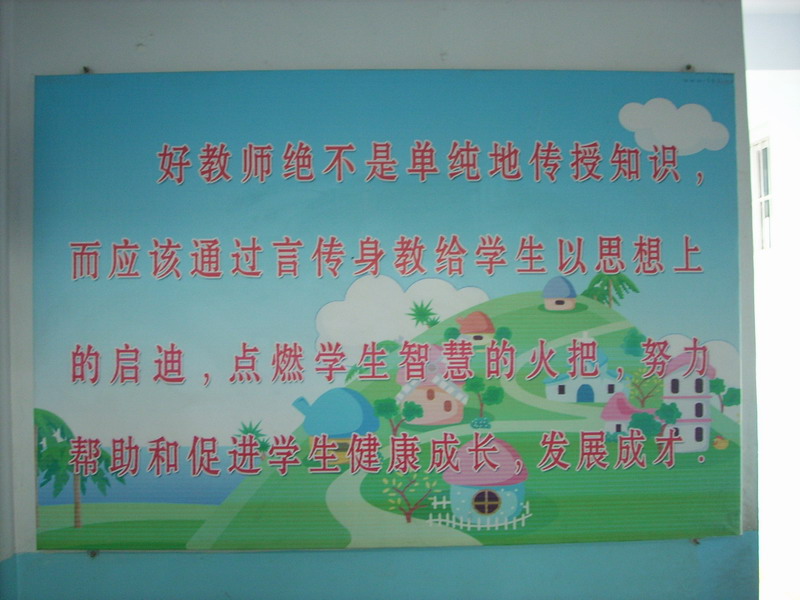 好教师绝不是单纯地传授知识，
而应该通过言传身教给学生以思想上
的启迪，点燃学生智慧的火把，努力
帮助和促进学生健康成长，发展成才.